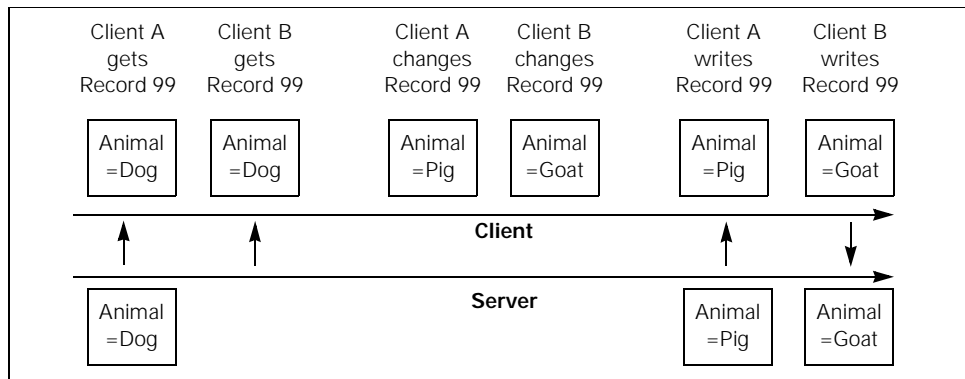 Client A
gets
Record 99
Client B
gets
Record 99
Client A
changes
Record 99
Client B
changes
Record 99
Client A
writes
Record 99
Client B
writes
Record 99
Animal
=Dog
Animal
=Dog
Animal
=Pig
Animal
=Goat
Animal
=Pig
Animal
=Goat
Client
Server
Animal
=Dog
Animal
=Pig
Animal
=Goat